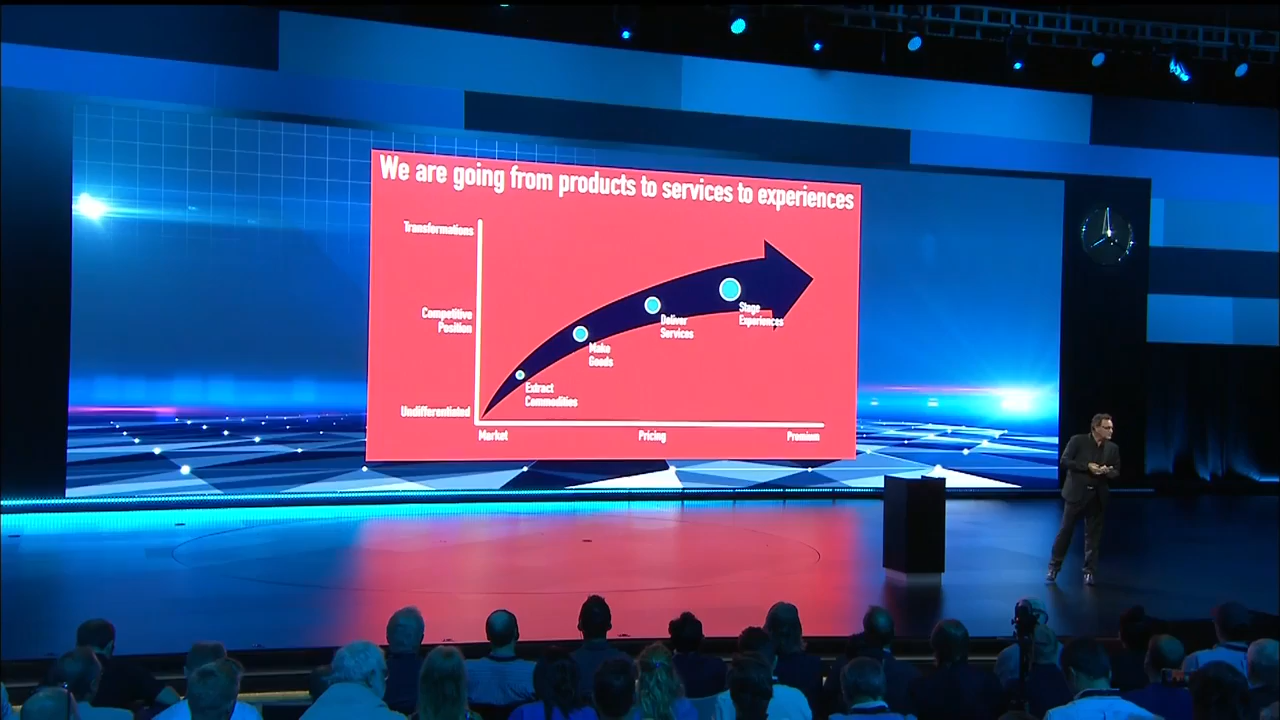 We are going from products to services to experiences
Transformations
Competitive
Position
Undifferentiated
Stage
Experiences
Deliver
Services
Make
Goods
Extract
Commodities
Market
Pricing
Premium